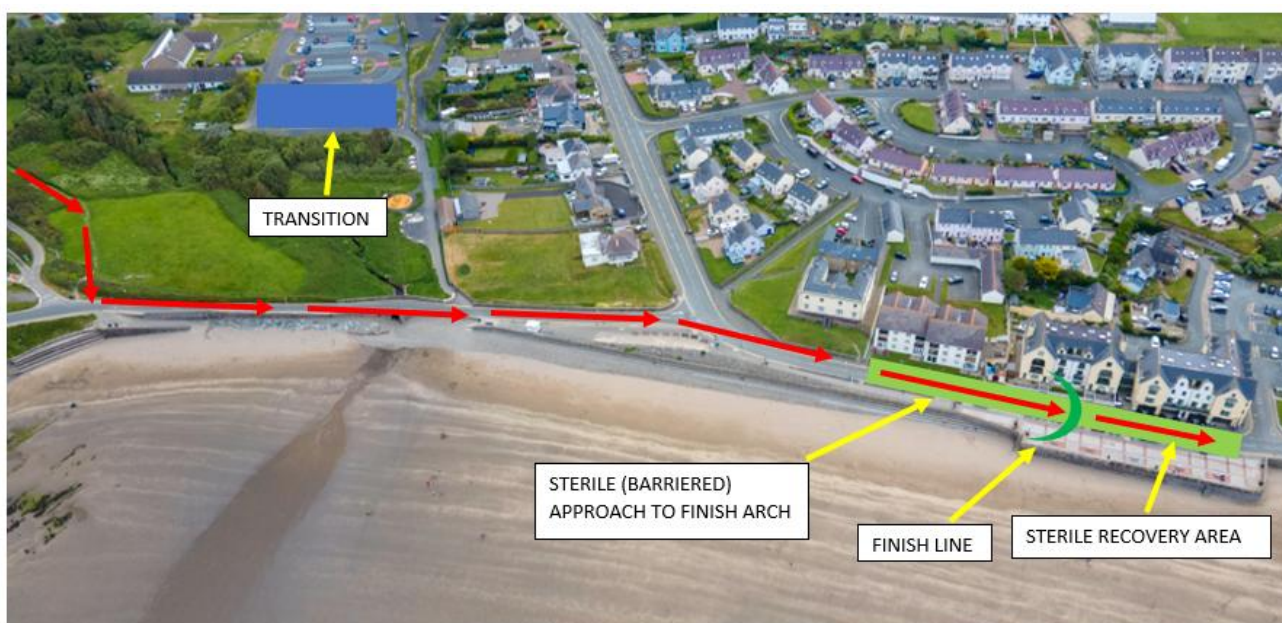 TRANSITION
STERILE (BARRIERED)
APPROACH TO FINISH ARCH
FINISH LINE
STERILE RECOVERY AREA